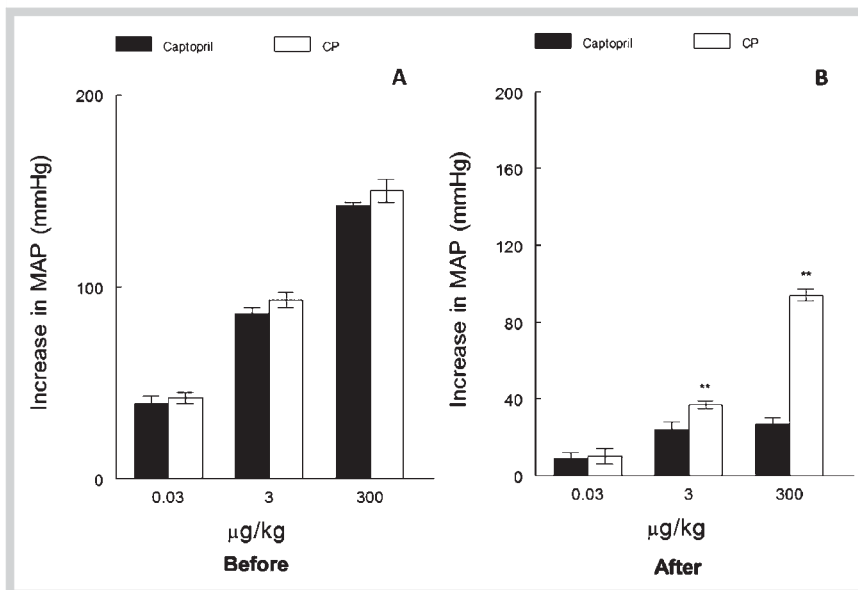 Captopril
CP
A
200
100
0
Increase in MAP (mmHg)
0.03
3
300
µg/kg
Before
Captopril
CP
B
200
160
120
80
40
0
Increase in MAP (mmHg)
**
**
0.03
3
300
µg/kg
After